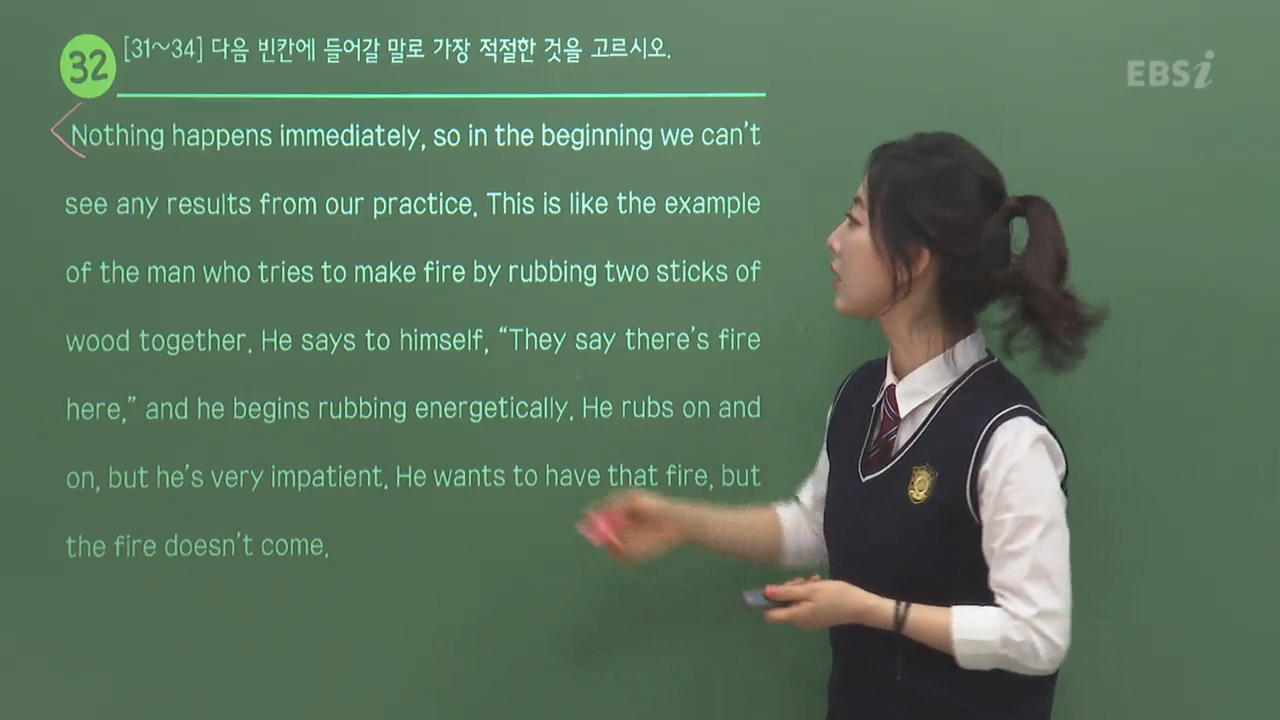 32
[31~34] 다음 빈칸에 들어갈 말로 가장 적절한 것을 고르시오.
EBSi
Nothing happens immediately, so in the beginning we can't
see any results from our practice. This is like the example
of the man who tries to make fire by rubbing two sticks of
wood together. He says to himself, “They say there's fire
here,” and he begins rubbing energetically. He rubs on and
on, but he's very impatient. He wants to have that fire, but
the fire doesn't come.